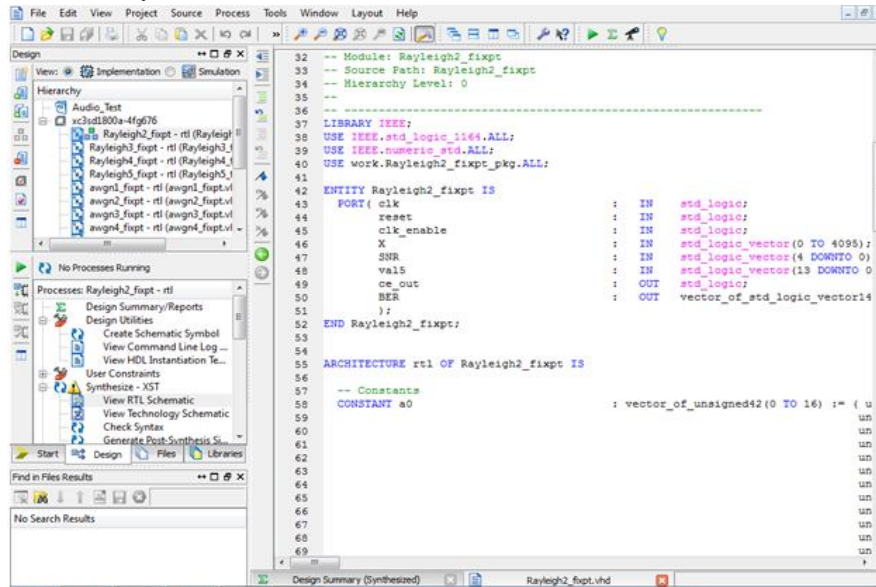 File Edit View Project Source Process Tools Window Layout Help
Design
View: Implementation Simulation
Hierarchy
Audio_Test
xc3sd1800a-4fg676
Rayleigh2_fixpt - rtl (Rayleigh
Rayleigh3_fixpt - rtl (Rayleigh3_f
Rayleigh4_fixpt - rtl (Rayleigh4_f
Rayleigh5_fixpt - rtl (Rayleigh5_f
awgn1_fixpt - rtl (awgn1_fixpt.vl
awgn2_fixpt - rtl (awgn2_fixpt.vl
awgn3_fixpt - rtl (awgn3_fixpt.vl
awgn4_fixpt - rtl (awgn4_fixpt.vl
No Processes Running
Processes: Rayleigh2_fixpt - rtl
Design Summary/Reports
Design Utilities
Create Schematic Symbol
View Command Line Log ...
View HDL Instantiation Te...
User Constraints
Synthesize - XST
View RTL Schematic
View Technology Schematic
Check Syntax
Generate Post-Synthesis Si...
Start Design Files Libraries
Find in Files Results
No Search Results
32 -- Module: Rayleigh2_fixpt
33 -- Source Path: Rayleigh2_fixpt
34 -- Hierarchy Level: 0
35 --
36 -- ----------------------------------------------------------
37 LIBRARY IEEE;
38 USE IEEE.std_logic_1164.ALL;
39 USE IEEE.numeric_std.ALL;
40 USE work.Rayleigh2_fixpt_pkg.ALL;
41
42 ENTITY Rayleigh2_fixpt IS
43 PORT( clk : IN std_logic;
44 reset : IN std_logic;
45 clk_enable : IN std_logic;
46 X : IN std_logic_vector(0 TO 4095);
47 SNR : IN std_logic_vector(4 DOWNTO 0)
48 val5 : IN std_logic_vector(13 DOWNTO 0
49 ce_out : OUT std_logic;
50 BER : OUT vector_of_std_logic_vector14
51 );
52 END Rayleigh2_fixpt;
53
54
55 ARCHITECTURE rtl OF Rayleigh2_fixpt IS
56
57 -- Constants
58 CONSTANT a0 : vector_of_unsigned42(0 TO 16) := ( u
59 un
60 un
61 un
62 un
63 un
64 un
65 un
66 un
67 un
68 un
69 un
Design Summary (Synthesized) Rayleigh2_fixpt.vhd